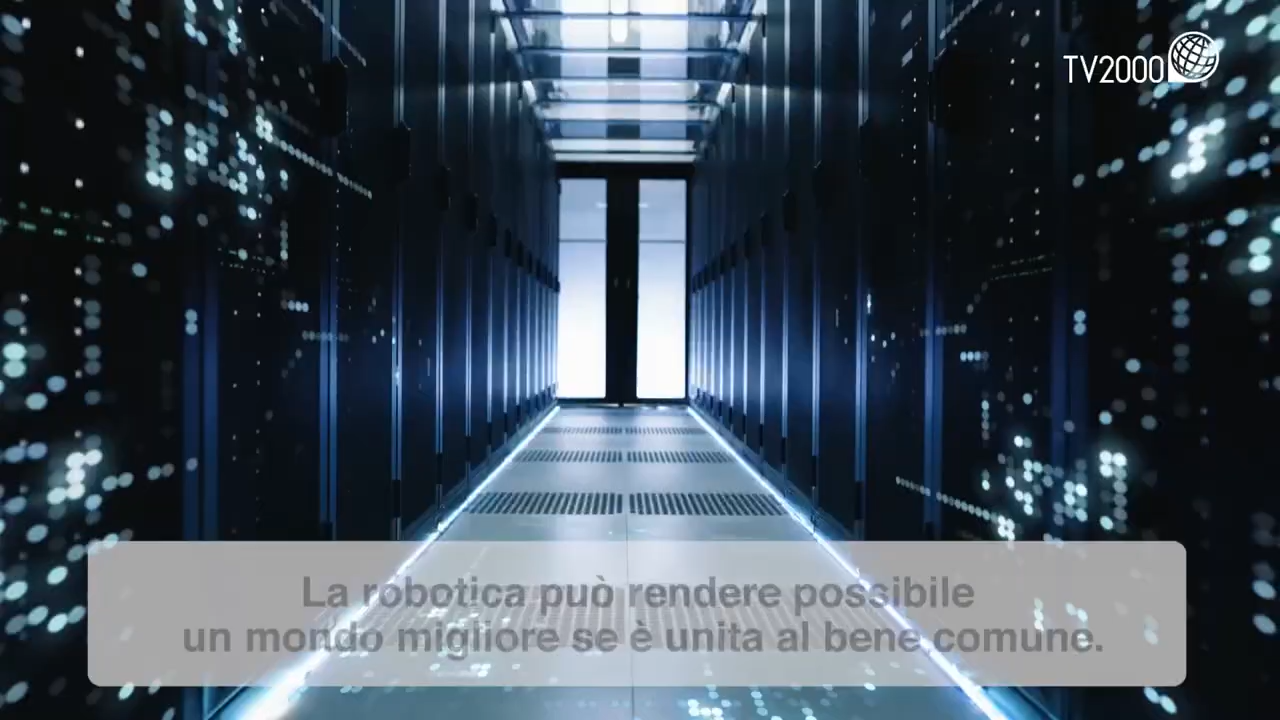 TV2000
La robotica può rendere possibile
un mondo migliore se è unita al bene comune.